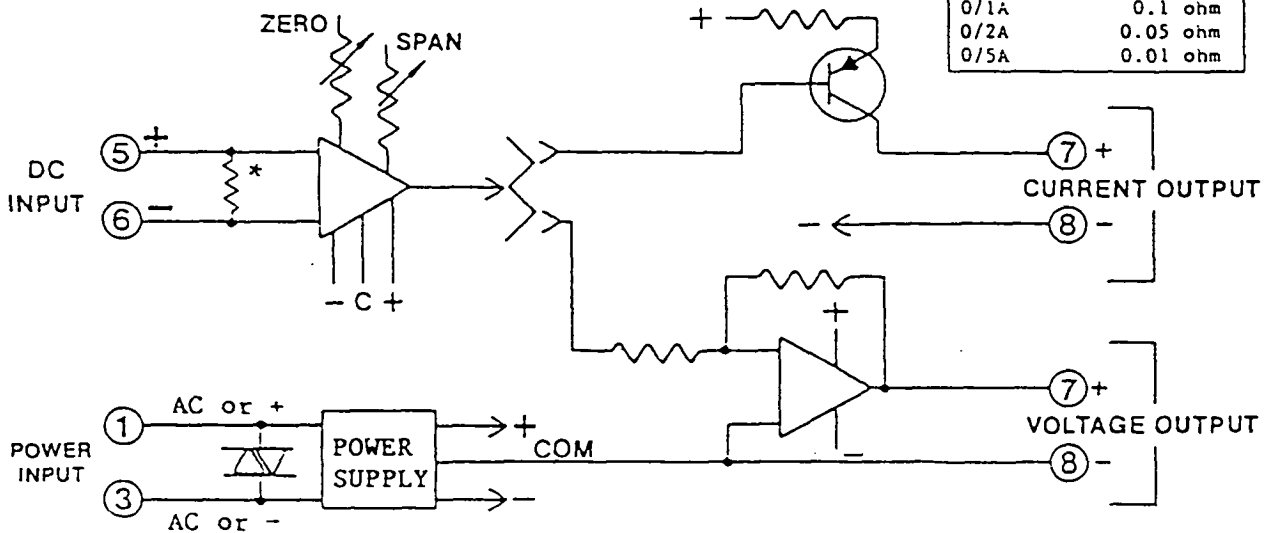 0/1A 0.1 ohm
0/2A 0.05 ohm
0/5A 0.01 ohm
ZERO
SPAN
+
DC
INPUT
5 +
*
6 -
- C +
7 +
CURRENT OUTPUT
-
8 -
+
-
7 +
VOLTAGE OUTPUT
8 -
POWER
INPUT
1
AC or +
3
AC or -
POWER
SUPPLY
+
COM
-